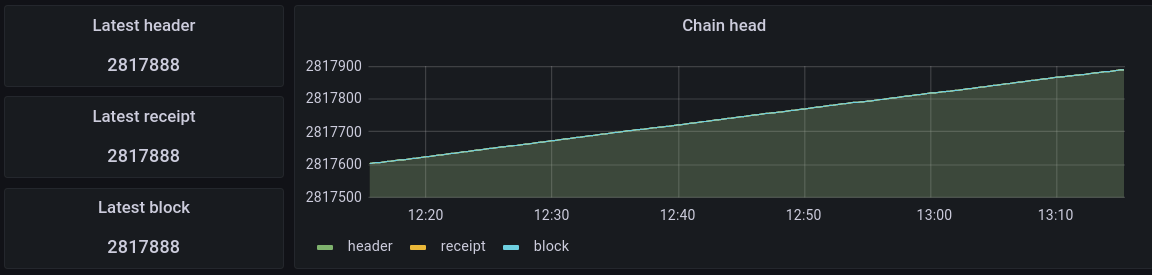 Latest header
2817888
Latest receipt
2817888
Latest block
2817888
Chain head
2817900
2817800
2817700
2817600
2817500
12:20 12:30 12:40 12:50 13:00 13:10
header receipt block